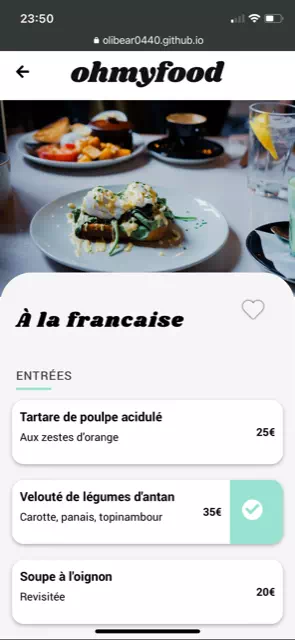 23:50
olibear0440.github.io
ohmyfood
À la francaise
ENTRÉES
Tartare de poulpe acidulé
Aux zestes d'orange
25€
Velouté de légumes d'antan
Carotte, panais, topinambour
35€
Soupe à l'oignon
Revisitée
20€